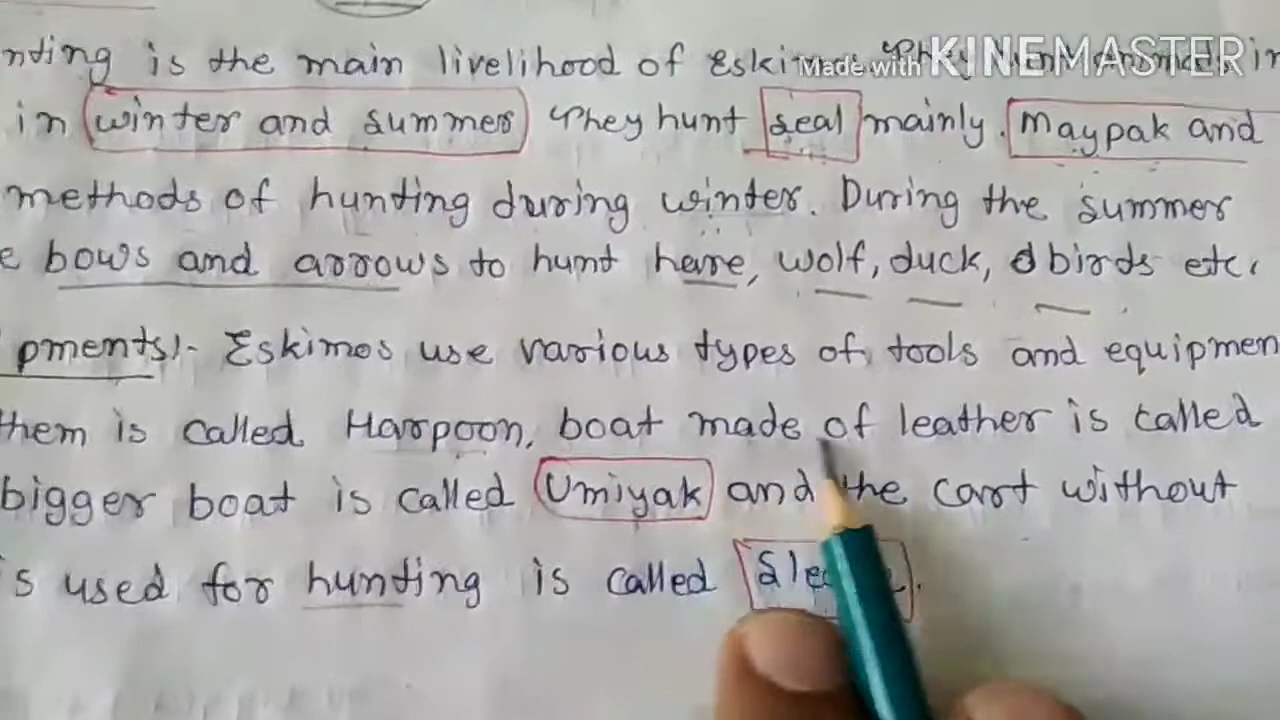 nting is the main livelihood of
Made with KINEMASTER
in winter and summer They hunt seal mainly. Maypak and
methods of hunting during winter. During the summer
e bows and arrows to hunt hare, wolf, duck, birds etc.
pments:- Eskimos use various types of tools and equipmen
them is called Harpoon, boat made of leather is called
bigger boat is called Umiyak and the cart without
is used for hunting is called